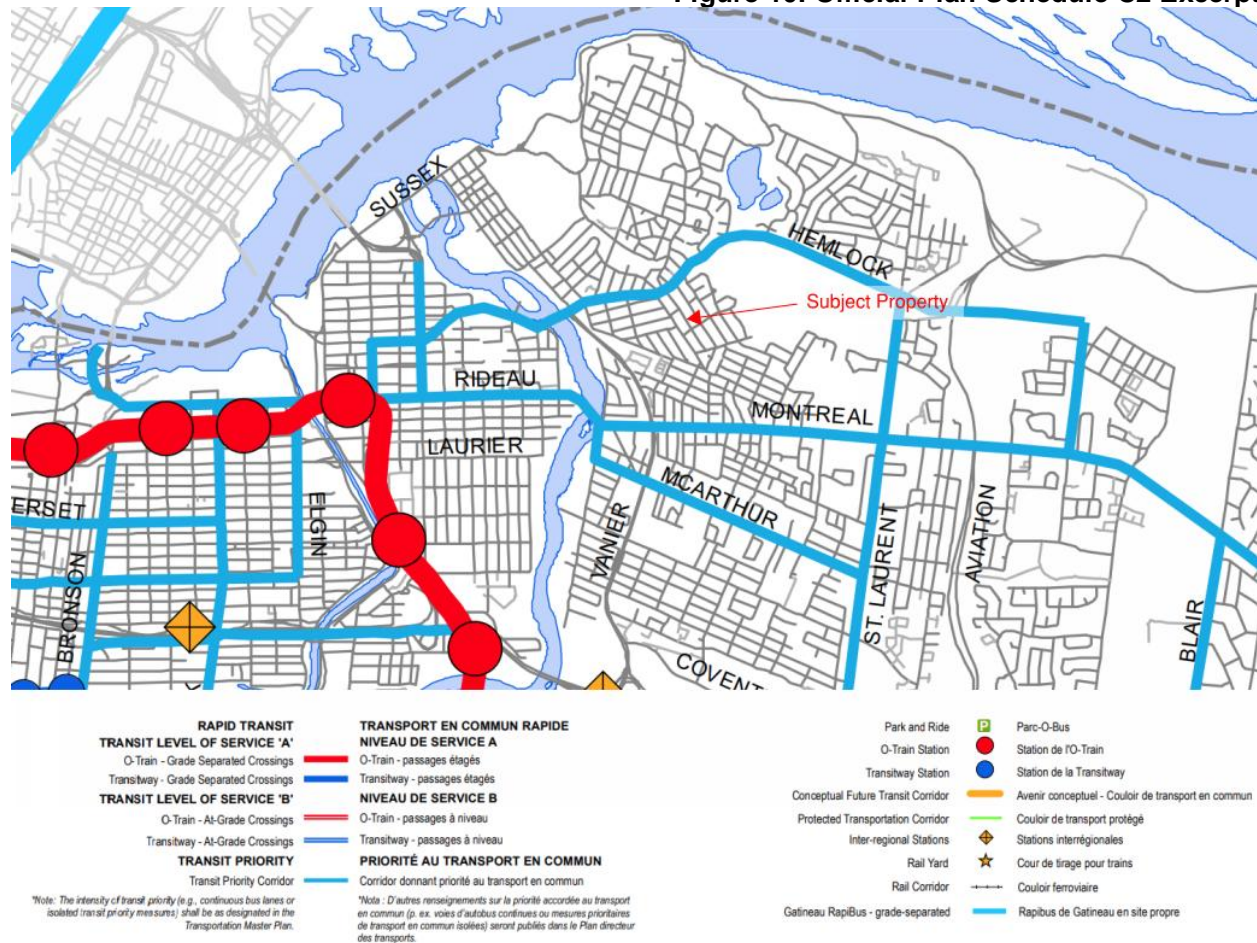 SUSSEX
HEMLOCK
Subject Property
RIDEAU
MONTREAL
LAURIER
MCARTHUR
ERSET
ELGIN
VANIER
ST. LAURENT
AVIATION
BRONSON
BLAIR
COVENT
RAPID TRANSIT
TRANSIT LEVEL OF SERVICE 'A'
O-Train - Grade Separated Crossings
Transitway - Grade Separated Crossings
TRANSIT LEVEL OF SERVICE 'B'
O-Train - At-Grade Crossings
Transitway - At-Grade Crossings
TRANSIT PRIORITY
Transit Priority Corridor
*Note: The intensity of transit priority (e.g., continuous bus lanes or
isolated transit priority measures) shall be as designated in the
Transportation Master Plan.
TRANSPORT EN COMMUN RAPIDE
NIVEAU DE SERVICE A
O-Train - passages étagés
Transitway - passages étagés
NIVEAU DE SERVICE B
O-Train - passages à niveau
Transitway - passages à niveau
PRIORITÉ AU TRANSPORT EN COMMUN
Corridor donnant priorité au transport en commun
*Nota : D'autres renseignements sur la priorité accordée au transport
en commun (p. ex. voies d'autobus continues ou mesures prioritaires
de transport en commun isolées) seront publiés dans le Plan directeur
des transports.
Park and Ride P Parc-O-Bus
O-Train Station Station de l'O-Train
Transitway Station Station de la Transitway
Conceptual Future Transit Corridor Avenir conceptuel - Couloir de transport en commun
Protected Transportation Corridor Couloir de transport protégé
Inter-regional Stations Stations interrégionales
Rail Yard Cour de tirage pour trains
Rail Corridor Couloir ferroviaire
Gatineau RapiBus - grade-separated Rapibus de Gatineau en site propre